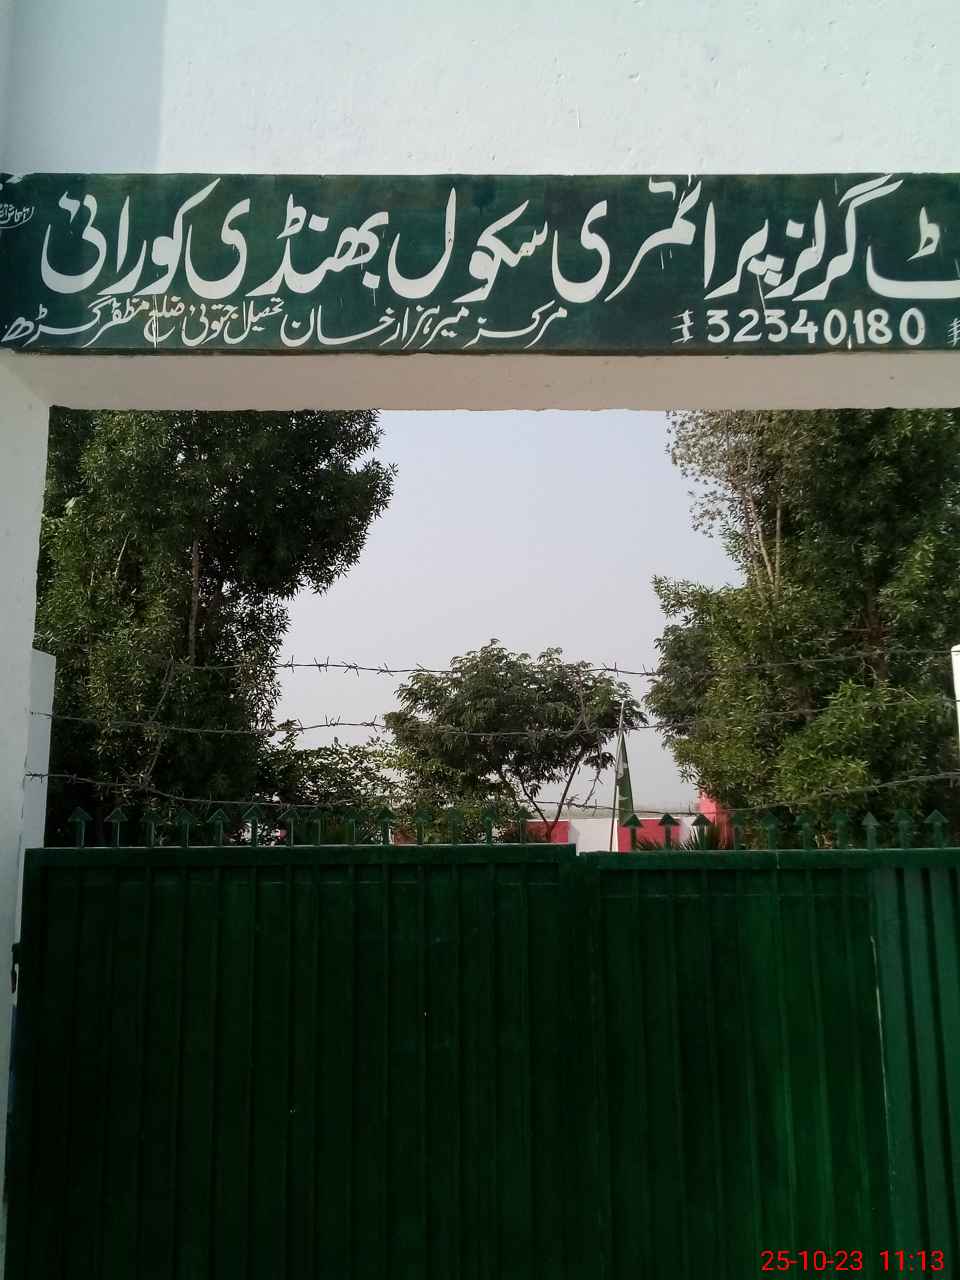 ٹ گرلز پرائمری سکول بھنڈی کورائی
32340180 مرکز میر ہزار خان تحصیل جتوئی ضلع مظفر گڑھ
25-10-23 11:13